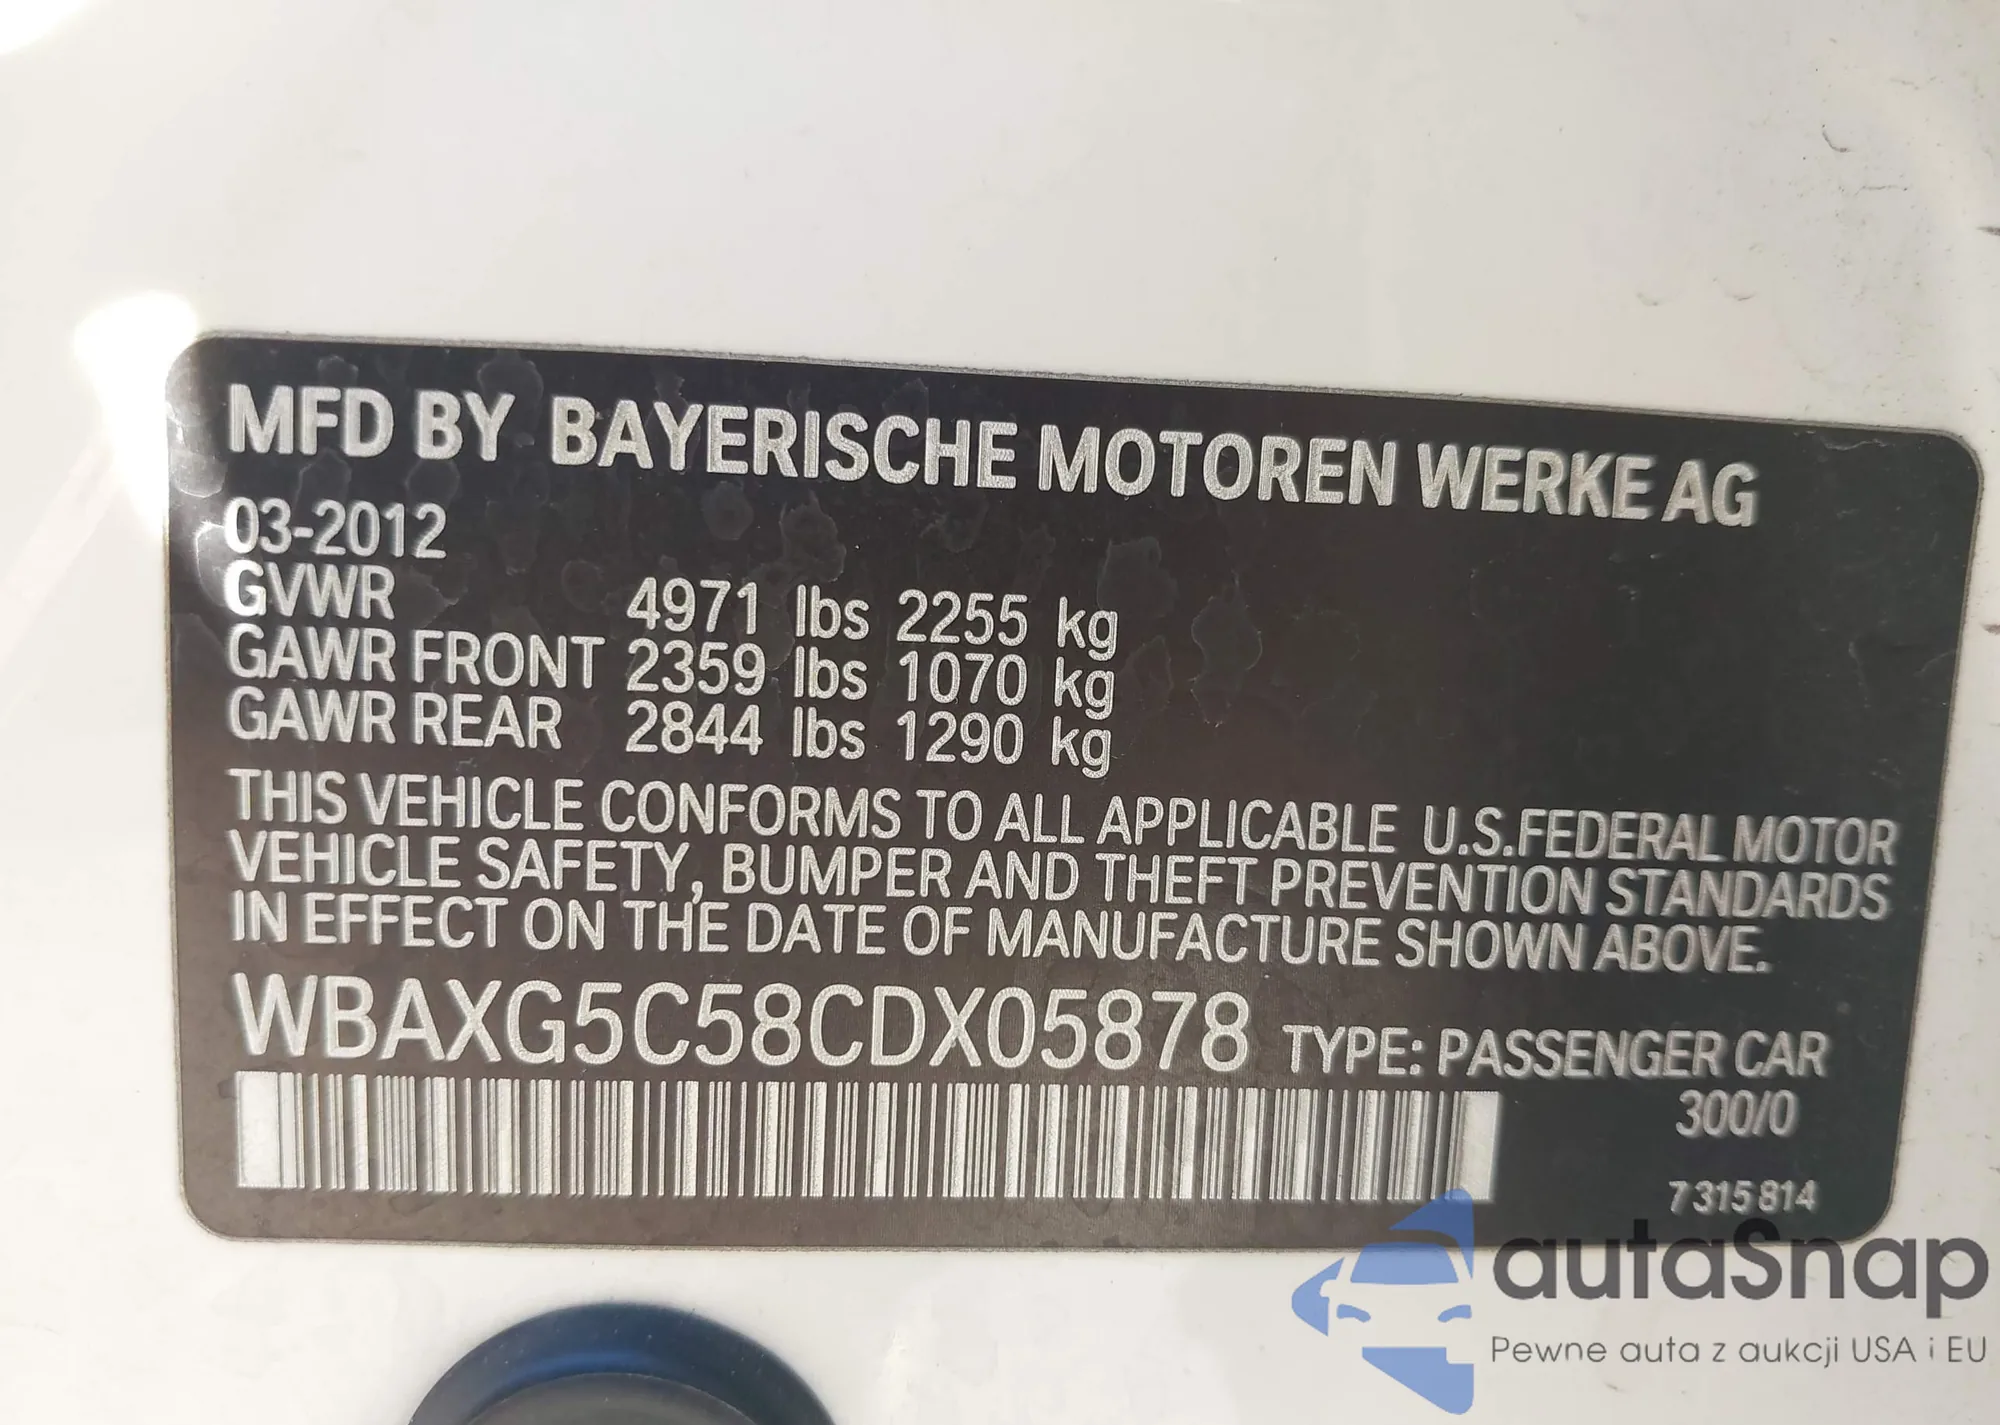 MFD BY BAYERISCHE MOTOREN WERKE AG
03-2012
GVWR 4971 lbs 2255 kg
GAWR FRONT 2359 lbs 1070 kg
GAWR REAR 2844 lbs 1290 kg
THIS VEHICLE CONFORMS TO ALL APPLICABLE U.S.FEDERAL MOTOR
VEHICLE SAFETY, BUMPER AND THEFT PREVENTION STANDARDS
IN EFFECT ON THE DATE OF MANUFACTURE SHOWN ABOVE.
WBAXG5C58CDX05878 TYPE: PASSENGER CAR
300/0
7 315 814
autaSnap
Pewne auta z aukcji USA i EU